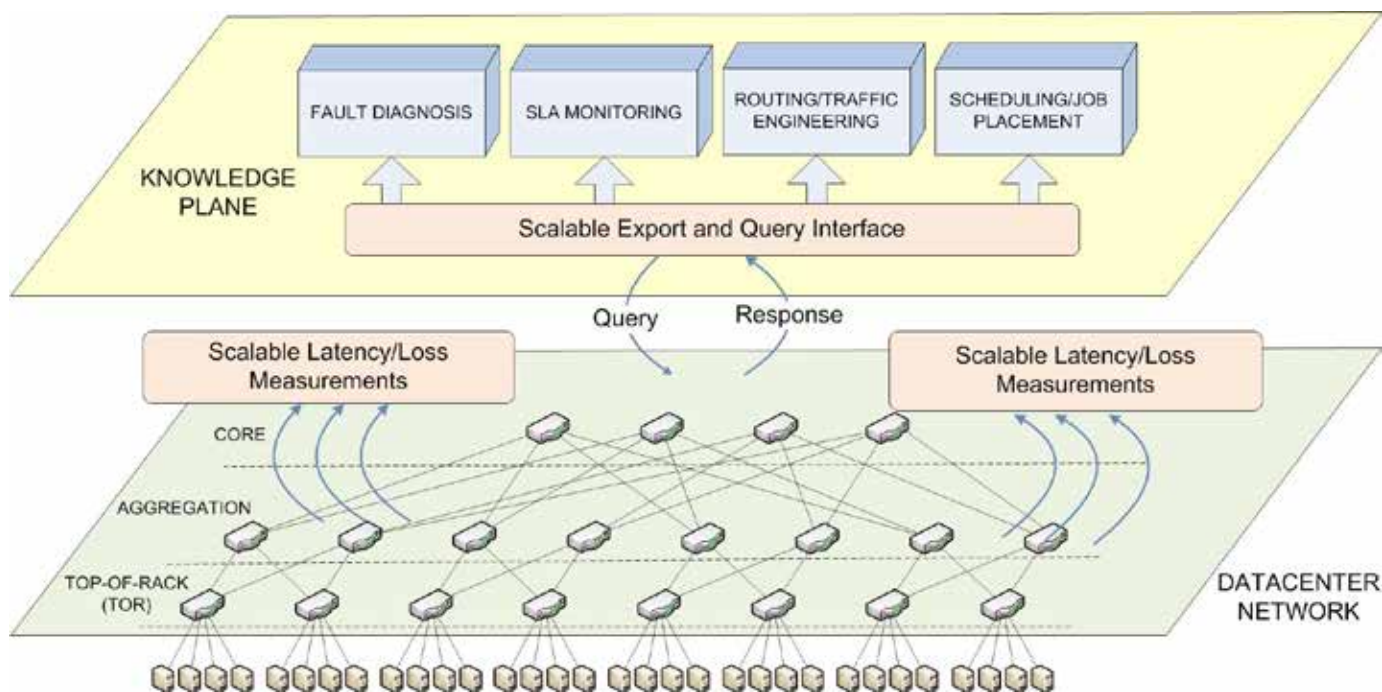 FAULT DIAGNOSIS
SLA MONITORING
ROUTING/TRAFFIC
ENGINEERING
SCHEDULING/JOB
PLACEMENT
KNOWLEDGE
PLANE
Scalable Export and Query Interface
Query
Response
Scalable Latency/Loss
Measurements
Scalable Latency/Loss
Measurements
CORE
AGGREGATION
TOP-OF-RACK
(TOR)
DATACENTER
NETWORK